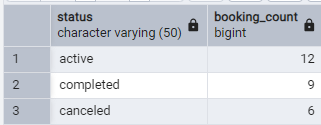 status booking_count
character varying (50) bigint
1 active 12
2 completed 9
3 canceled 6